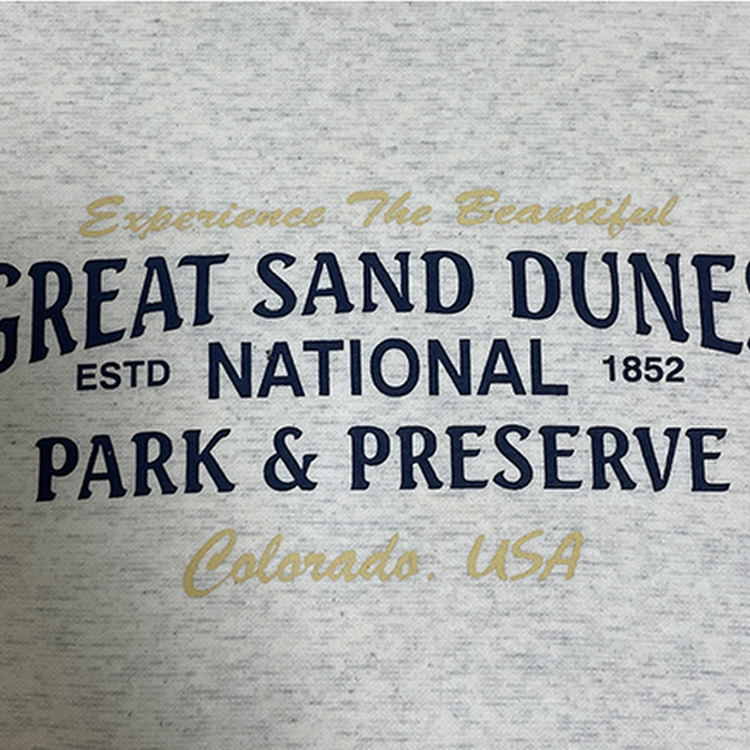 Experience The Beautiful
GREAT SAND DUNES
ESTD NATIONAL 1852
PARK & PRESERVE
Colorado. USA